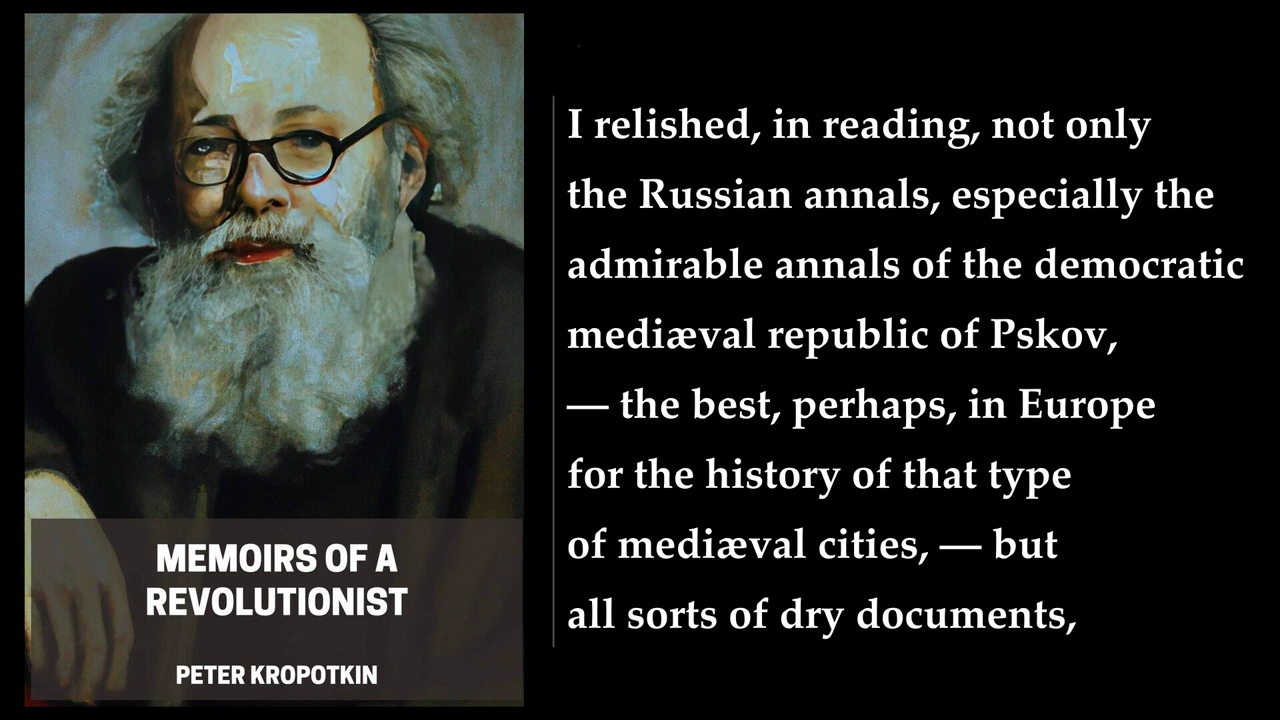 MEMOIRS OF A
REVOLUTIONIST
PETER KROPOTKIN
I relished, in reading, not only
the Russian annals, especially the
admirable annals of the democratic
mediæval republic of Pskov,
— the best, perhaps, in Europe
for the history of that type
of mediæval cities, — but
all sorts of dry documents,